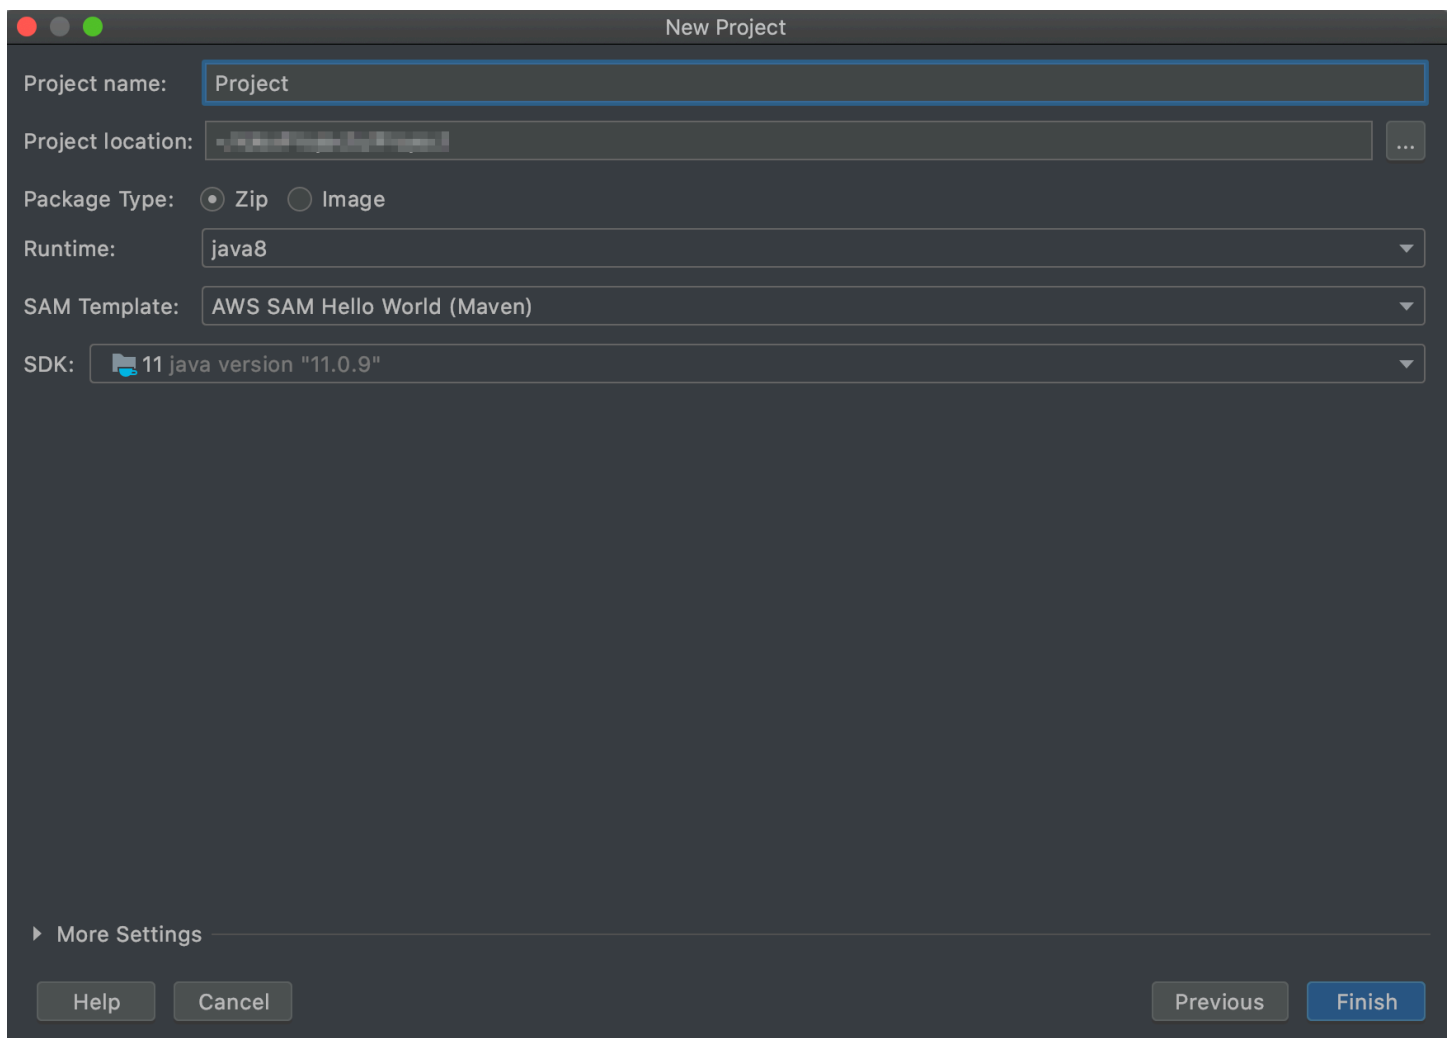 New Project
Project name: Project
Project location: ...
Package Type: Zip Image
Runtime: java8
SAM Template: AWS SAM Hello World (Maven)
SDK: 11 java version "11.0.9"
More Settings
Help Cancel Previous Finish